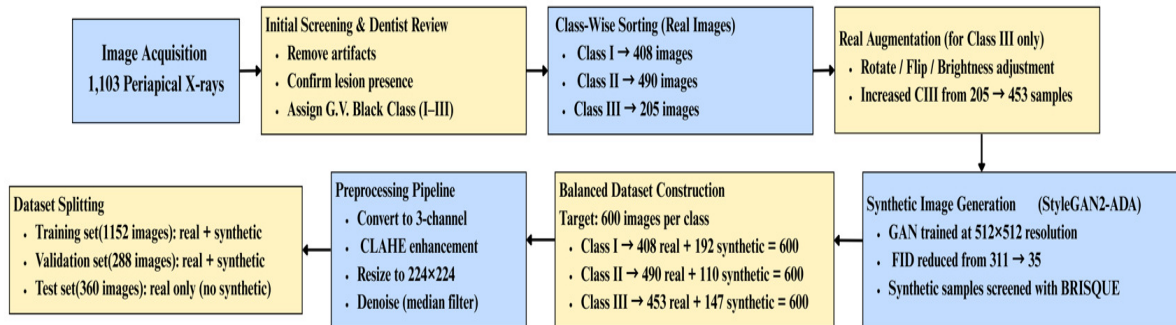 Image Acquisition
1,103 Periapical X-rays
Initial Screening & Dentist Review
• Remove artifacts
• Confirm lesion presence
• Assign G.V. Black Class (I–III)
Class-Wise Sorting (Real Images)
• Class I → 408 images
• Class II → 490 images
• Class III → 205 images
Real Augmentation (for Class III only)
• Rotate / Flip / Brightness adjustment
• Increased CIII from 205 → 453 samples
Synthetic Image Generation (StyleGAN2-ADA)
• GAN trained at 512×512 resolution
• FID reduced from 311 → 35
• Synthetic samples screened with BRISQUE
Balanced Dataset Construction
Target: 600 images per class
• Class I → 408 real + 192 synthetic = 600
• Class II → 490 real + 110 synthetic = 600
• Class III → 453 real + 147 synthetic = 600
Preprocessing Pipeline
• Convert to 3-channel
• CLAHE enhancement
• Resize to 224×224
• Denoise (median filter)
Dataset Splitting
• Training set(1152 images): real + synthetic
• Validation set(288 images): real + synthetic
• Test set(360 images): real only (no synthetic)